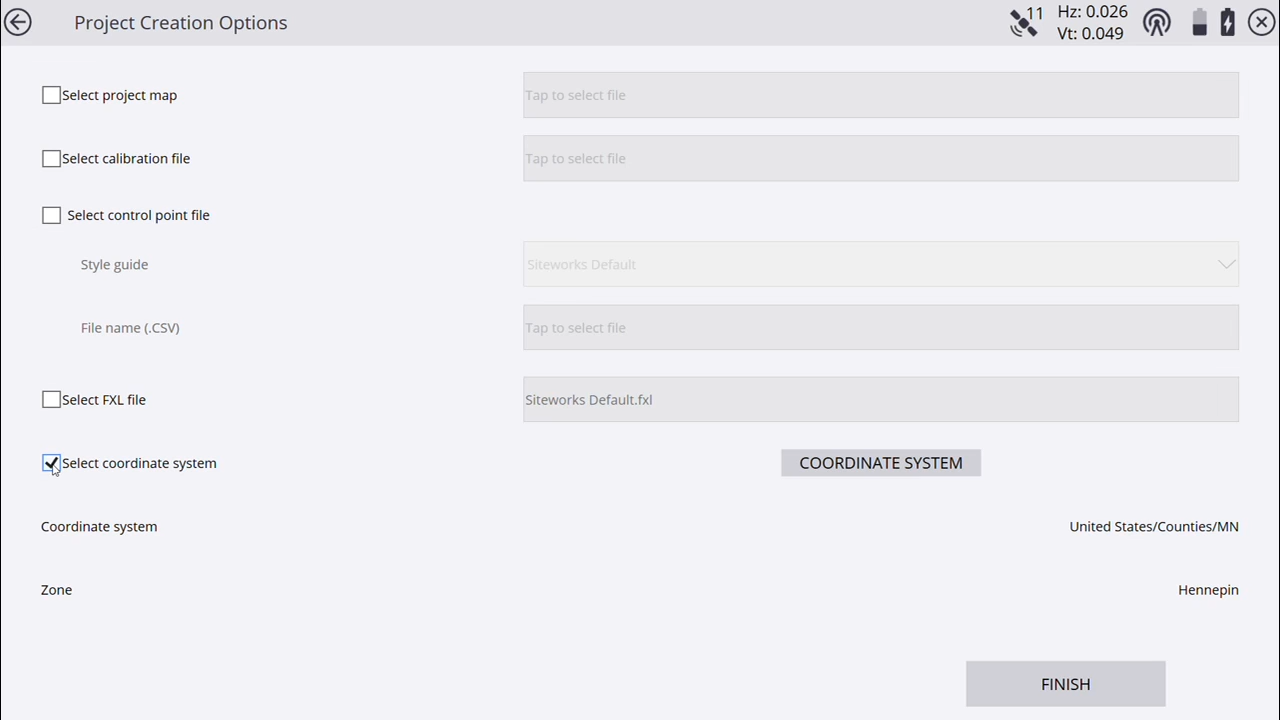 Project Creation Options
11
Hz: 0.026
Vt: 0.049
Select project map
Tap to select file
Select calibration file
Tap to select file
Select control point file
Style guide
Siteworks Default
File name (.CSV)
Tap to select file
Select FXL file
Siteworks Default.fxl
Select coordinate system
COORDINATE SYSTEM
Coordinate system
United States/Counties/MN
Zone
Hennepin
FINISH